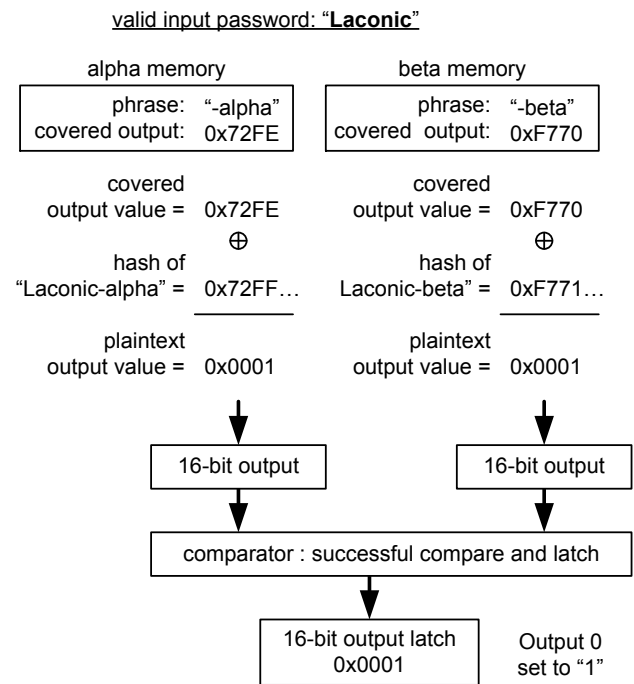 valid input password: “Laconic”
alpha memory
phrase: “-alpha”
covered output: 0x72FE
beta memory
phrase: “-beta”
covered output: 0xF770
covered
output value = 0x72FE
⊕
hash of
“Laconic-alpha” = 0x72FF…
plaintext
output value = 0x0001
covered
output value = 0xF770
⊕
hash of
Laconic-beta” = 0xF771…
plaintext
output value = 0x0001
16-bit output
16-bit output
comparator : successful compare and latch
16-bit output latch
0x0001
Output 0
set to “1”